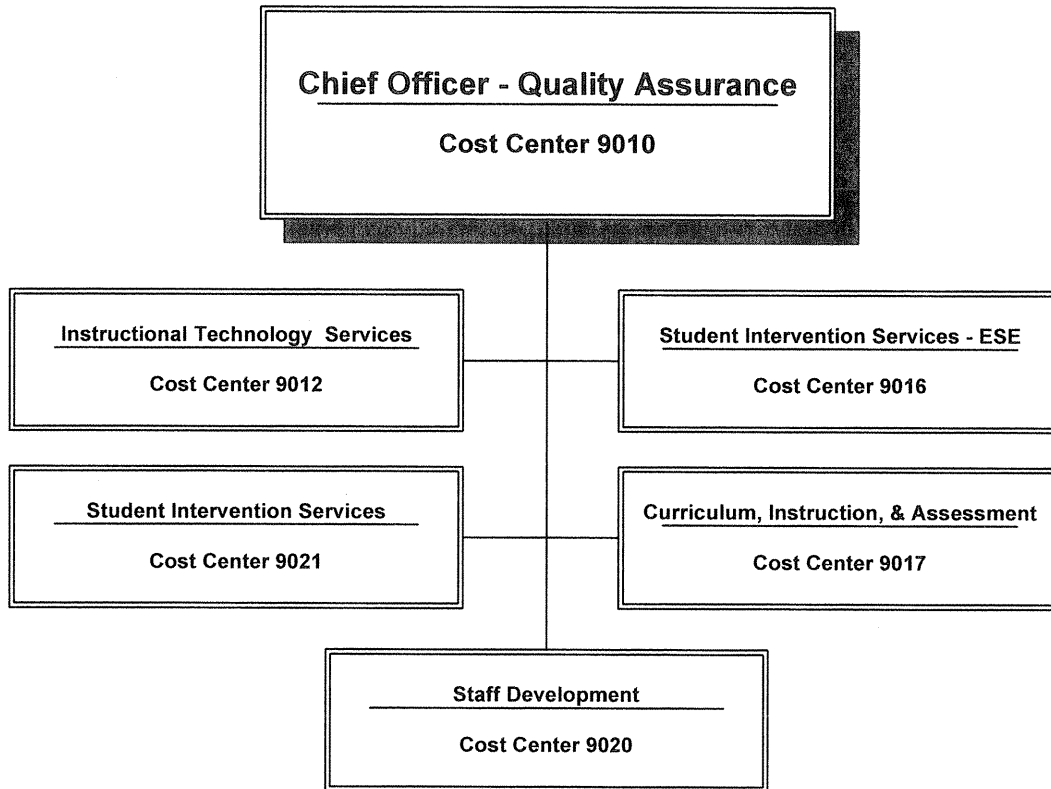 Chief Officer - Quality Assurance
Cost Center 9010
Instructional Technology Services
Cost Center 9012
Student Intervention Services - ESE
Cost Center 9016
Student Intervention Services
Cost Center 9021
Curriculum, Instruction, & Assessment
Cost Center 9017
Staff Development
Cost Center 9020